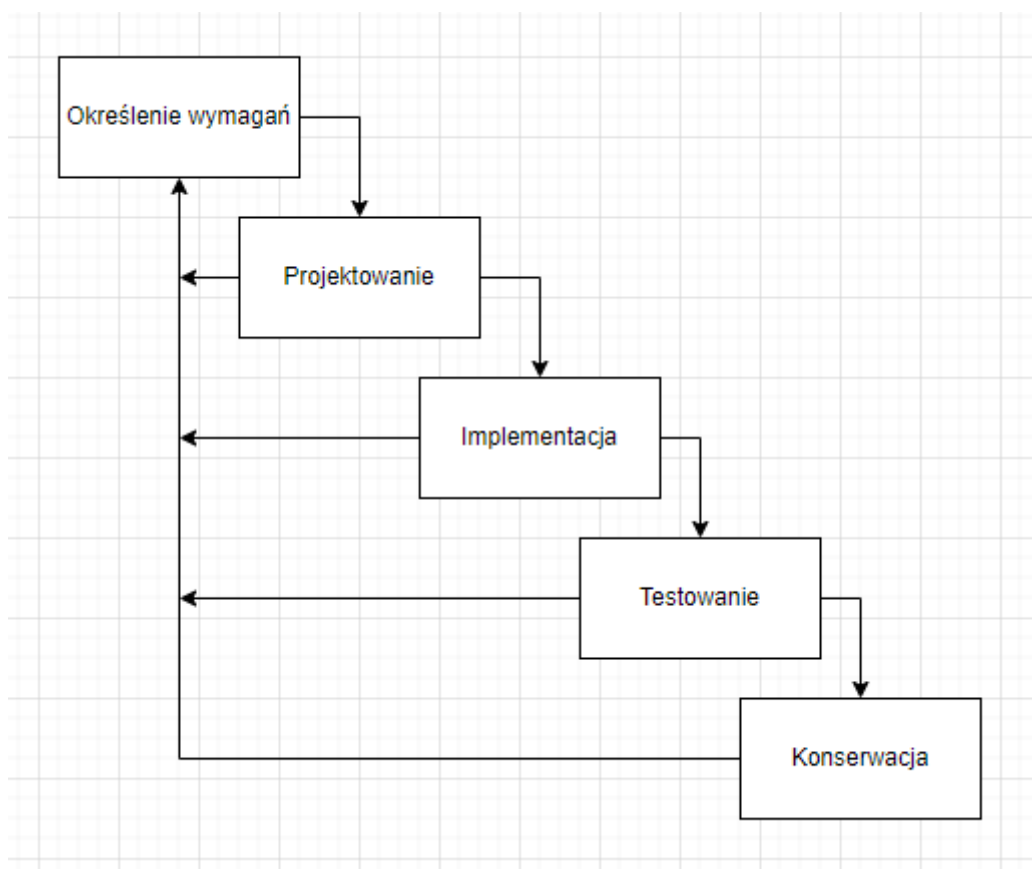 Określenie wymagań
Projektowanie
Implementacja
Testowanie
Konserwacja